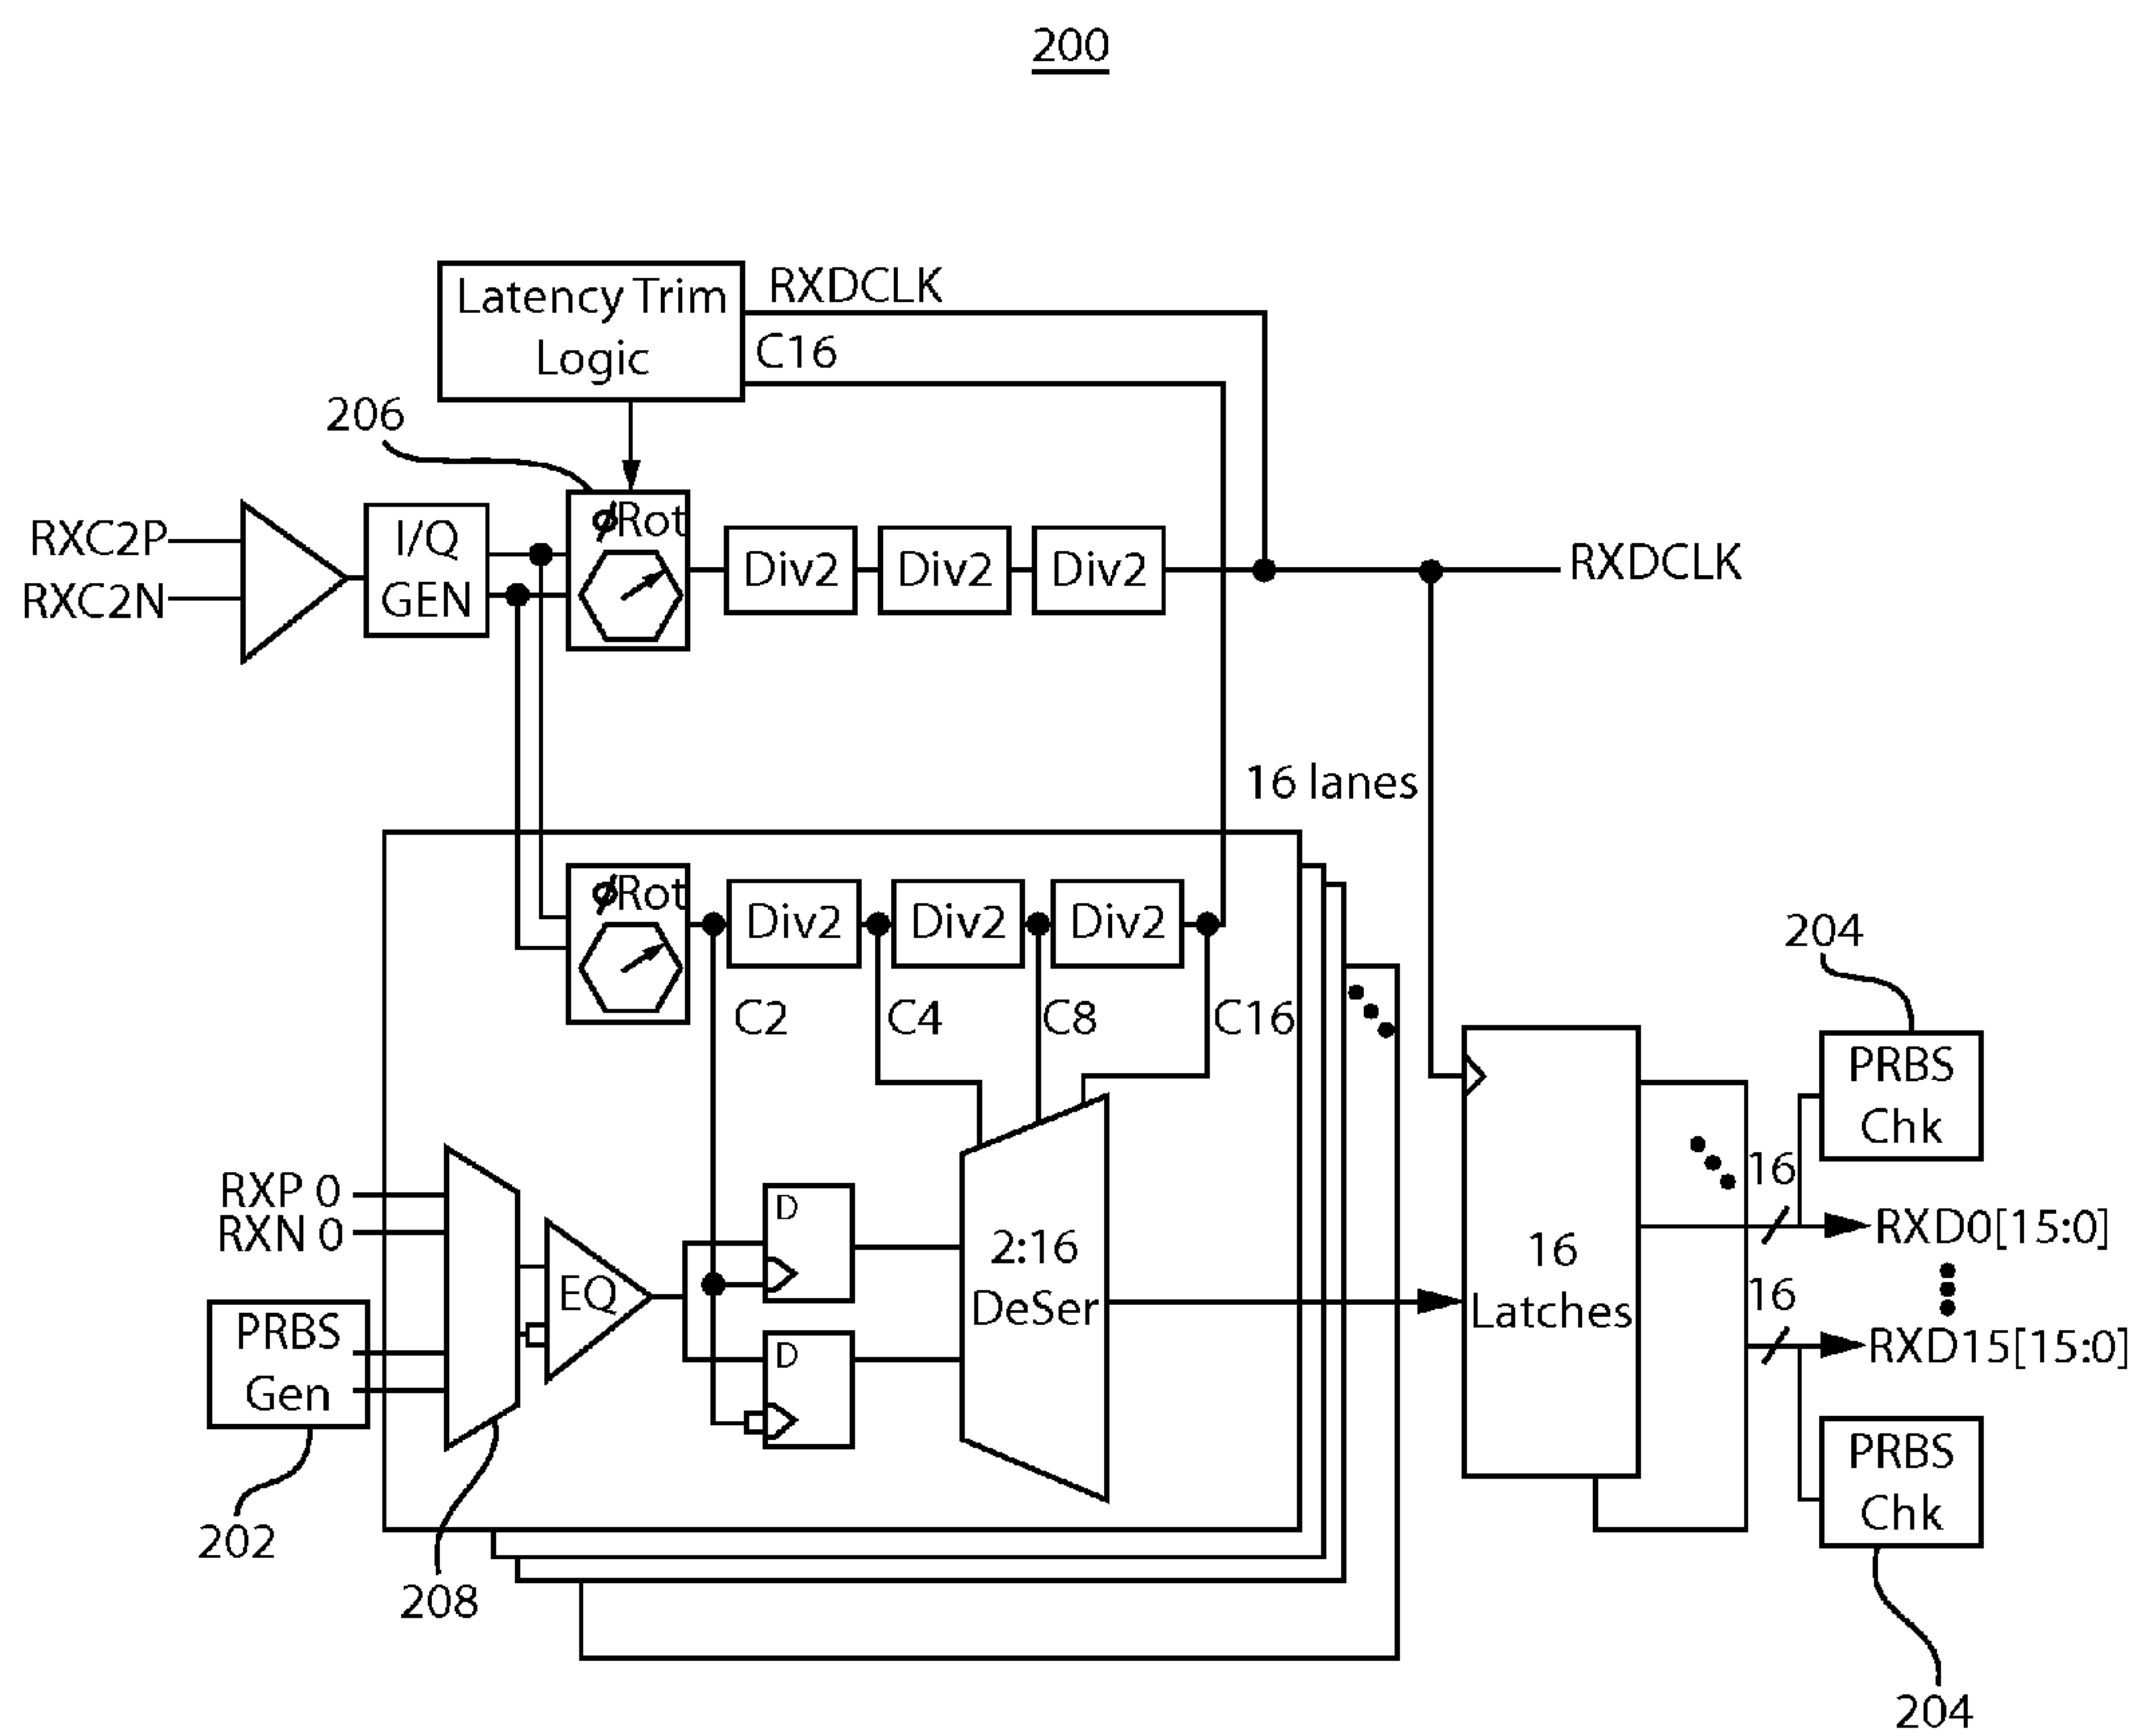 200
Latency Trim
Logic
RXDCLK
C16
206
RXC2P
RXC2N
I/Q
GEN
ϕRot
Div2
Div2
Div2
RXDCLK
16 lanes
ϕRot
Div2
Div2
Div2
C2
C4
C8
C16
204
PRBS
Chk
RXP 0
RXN 0
PRBS
Gen
EQ
D
D
2:16
DeSer
16
Latches
16
RXD0[15:0]
16
RXD15[15:0]
PRBS
Chk
202
208
204